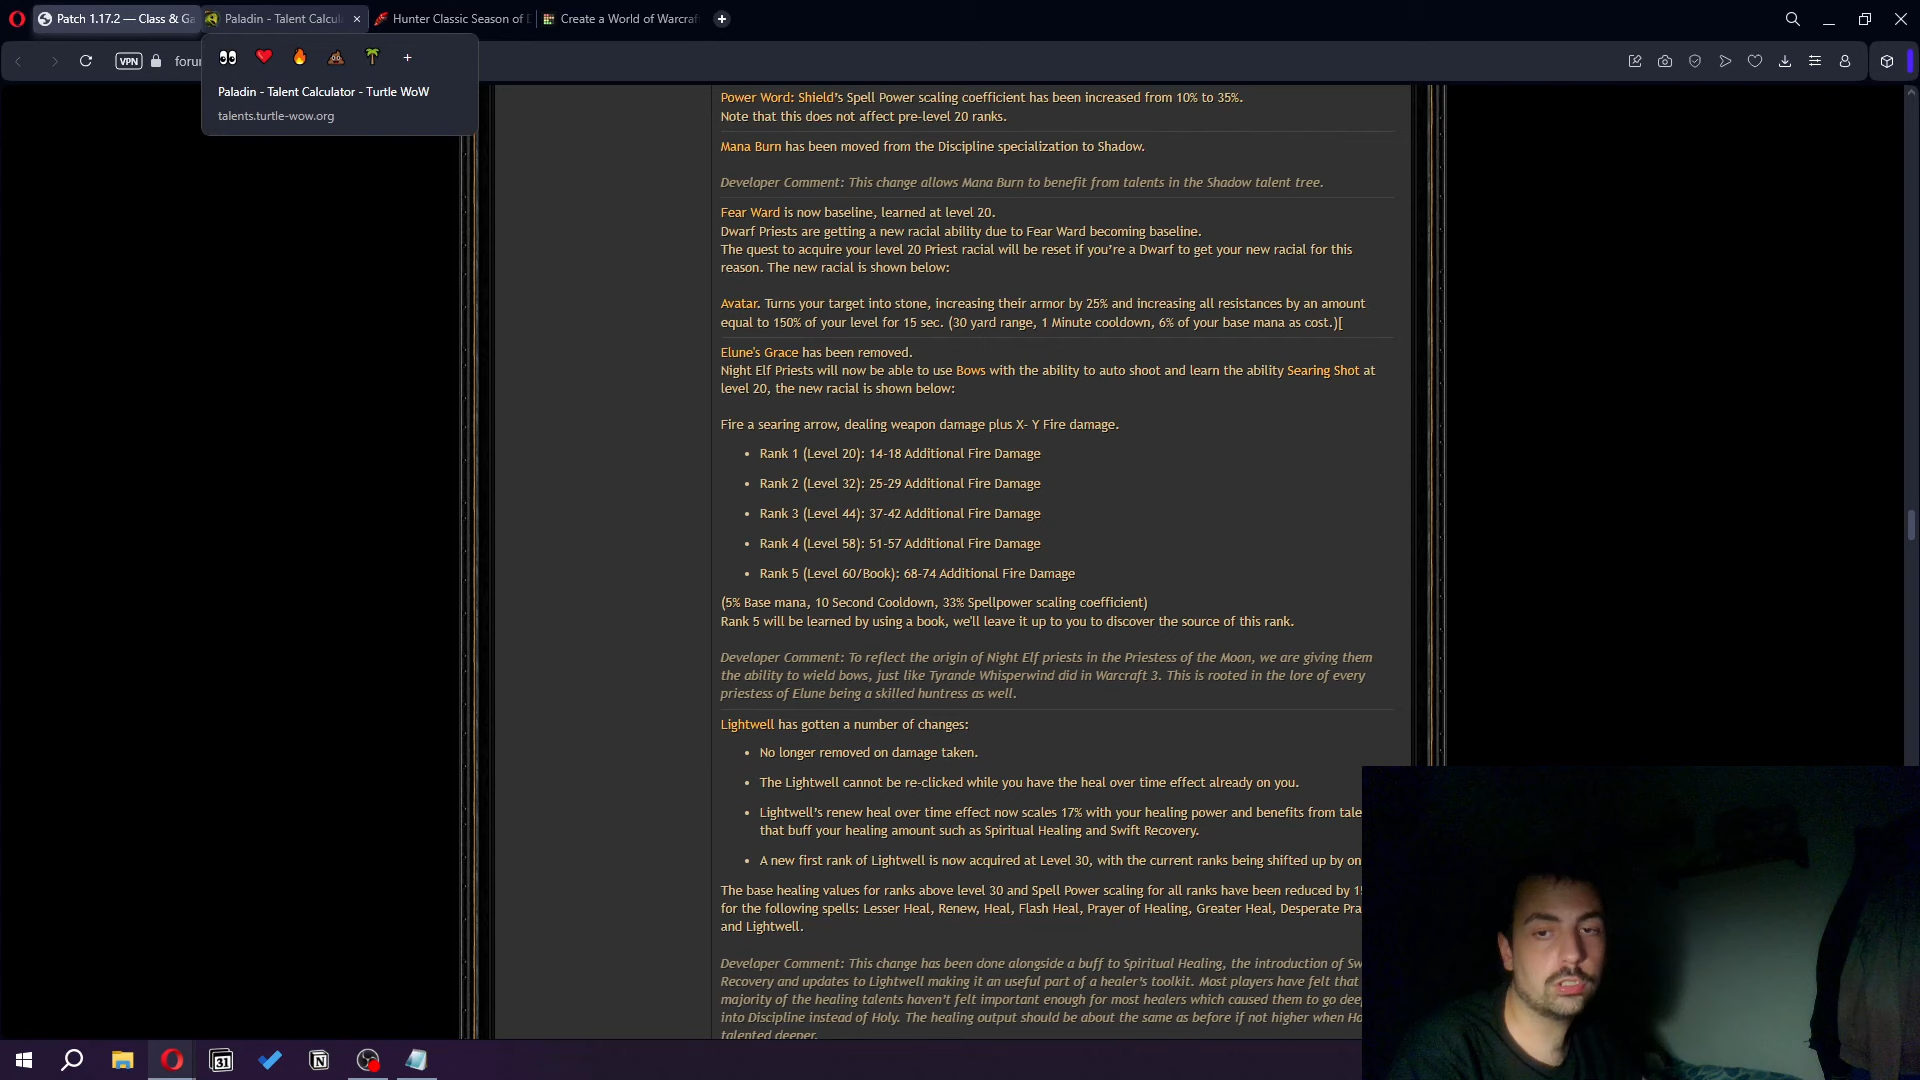 Patch 1.17.2 — Class & Ga
Paladin - Talent Calcul
Hunter Classic Season of
Create a World of Warcraf
VPN
foru
Paladin - Talent Calculator - Turtle WoW
talents.turtle-wow.org
Power Word: Shield’s Spell Power scaling coefficient has been increased from 10% to 35%.
Note that this does not affect pre-level 20 ranks.
Mana Burn has been moved from the Discipline specialization to Shadow.
Developer Comment: This change allows Mana Burn to benefit from talents in the Shadow talent tree.
Fear Ward is now baseline, learned at level 20.
Dwarf Priests are getting a new racial ability due to Fear Ward becoming baseline.
The quest to acquire your level 20 Priest racial will be reset if you’re a Dwarf to get your new racial for this
reason. The new racial is shown below:
Avatar. Turns your target into stone, increasing their armor by 25% and increasing all resistances by an amount
equal to 150% of your level for 15 sec. (30 yard range, 1 Minute cooldown, 6% of your base mana as cost.)[
Elune's Grace has been removed.
Night Elf Priests will now be able to use Bows with the ability to auto shoot and learn the ability Searing Shot at
level 20, the new racial is shown below:
Fire a searing arrow, dealing weapon damage plus X- Y Fire damage.
• Rank 1 (Level 20): 14-18 Additional Fire Damage
• Rank 2 (Level 32): 25-29 Additional Fire Damage
• Rank 3 (Level 44): 37-42 Additional Fire Damage
• Rank 4 (Level 58): 51-57 Additional Fire Damage
• Rank 5 (Level 60/Book): 68-74 Additional Fire Damage
(5% Base mana, 10 Second Cooldown, 33% Spellpower scaling coefficient)
Rank 5 will be learned by using a book, we'll leave it up to you to discover the source of this rank.
Developer Comment: To reflect the origin of Night Elf priests in the Priestess of the Moon, we are giving them
the ability to wield bows, just like Tyrande Whisperwind did in Warcraft 3. This is rooted in the lore of every
priestess of Elune being a skilled huntress as well.
Lightwell has gotten a number of changes:
• No longer removed on damage taken.
• The Lightwell cannot be re-clicked while you have the heal over time effect already on you.
• Lightwell’s renew heal over time effect now scales 17% with your healing power and benefits from tale
that buff your healing amount such as Spiritual Healing and Swift Recovery.
• A new first rank of Lightwell is now acquired at Level 30, with the current ranks being shifted up by on
The base healing values for ranks above level 30 and Spell Power scaling for all ranks have been reduced by 1
for the following spells: Lesser Heal, Renew, Heal, Flash Heal, Prayer of Healing, Greater Heal, Desperate Pra
and Lightwell.
Developer Comment: This change has been done alongside a buff to Spiritual Healing, the introduction of Sw
Recovery and updates to Lightwell making it an useful part of a healer’s toolkit. Most players have felt that
majority of the healing talents haven’t felt important enough for most healers which caused them to go deep
into Discipline instead of Holy. The healing output should be about the same as before if not higher when Ho
talented deeper.
31